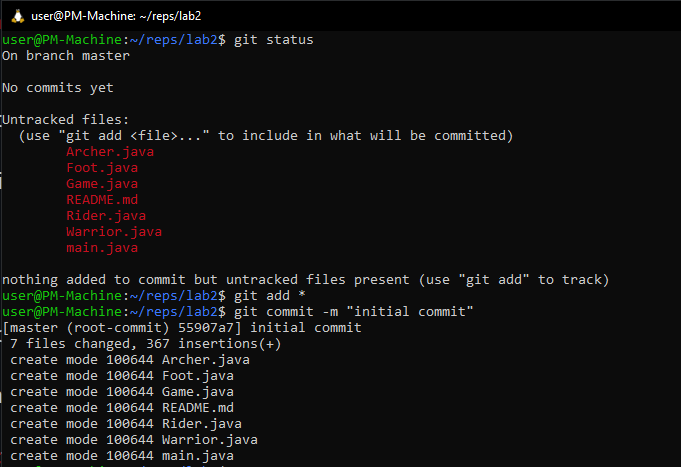 user@PM-Machine: ~/reps/lab2
user@PM-Machine:~/reps/lab2$ git status
On branch master
No commits yet
Untracked files:
(use "git add <file>..." to include in what will be committed)
Archer.java
Foot.java
Game.java
README.md
Rider.java
Warrior.java
main.java
nothing added to commit but untracked files present (use "git add" to track)
user@PM-Machine:~/reps/lab2$ git add *
user@PM-Machine:~/reps/lab2$ git commit -m "initial commit"
[master (root-commit) 55907a7] initial commit
7 files changed, 367 insertions(+)
create mode 100644 Archer.java
create mode 100644 Foot.java
create mode 100644 Game.java
create mode 100644 README.md
create mode 100644 Rider.java
create mode 100644 Warrior.java
create mode 100644 main.java